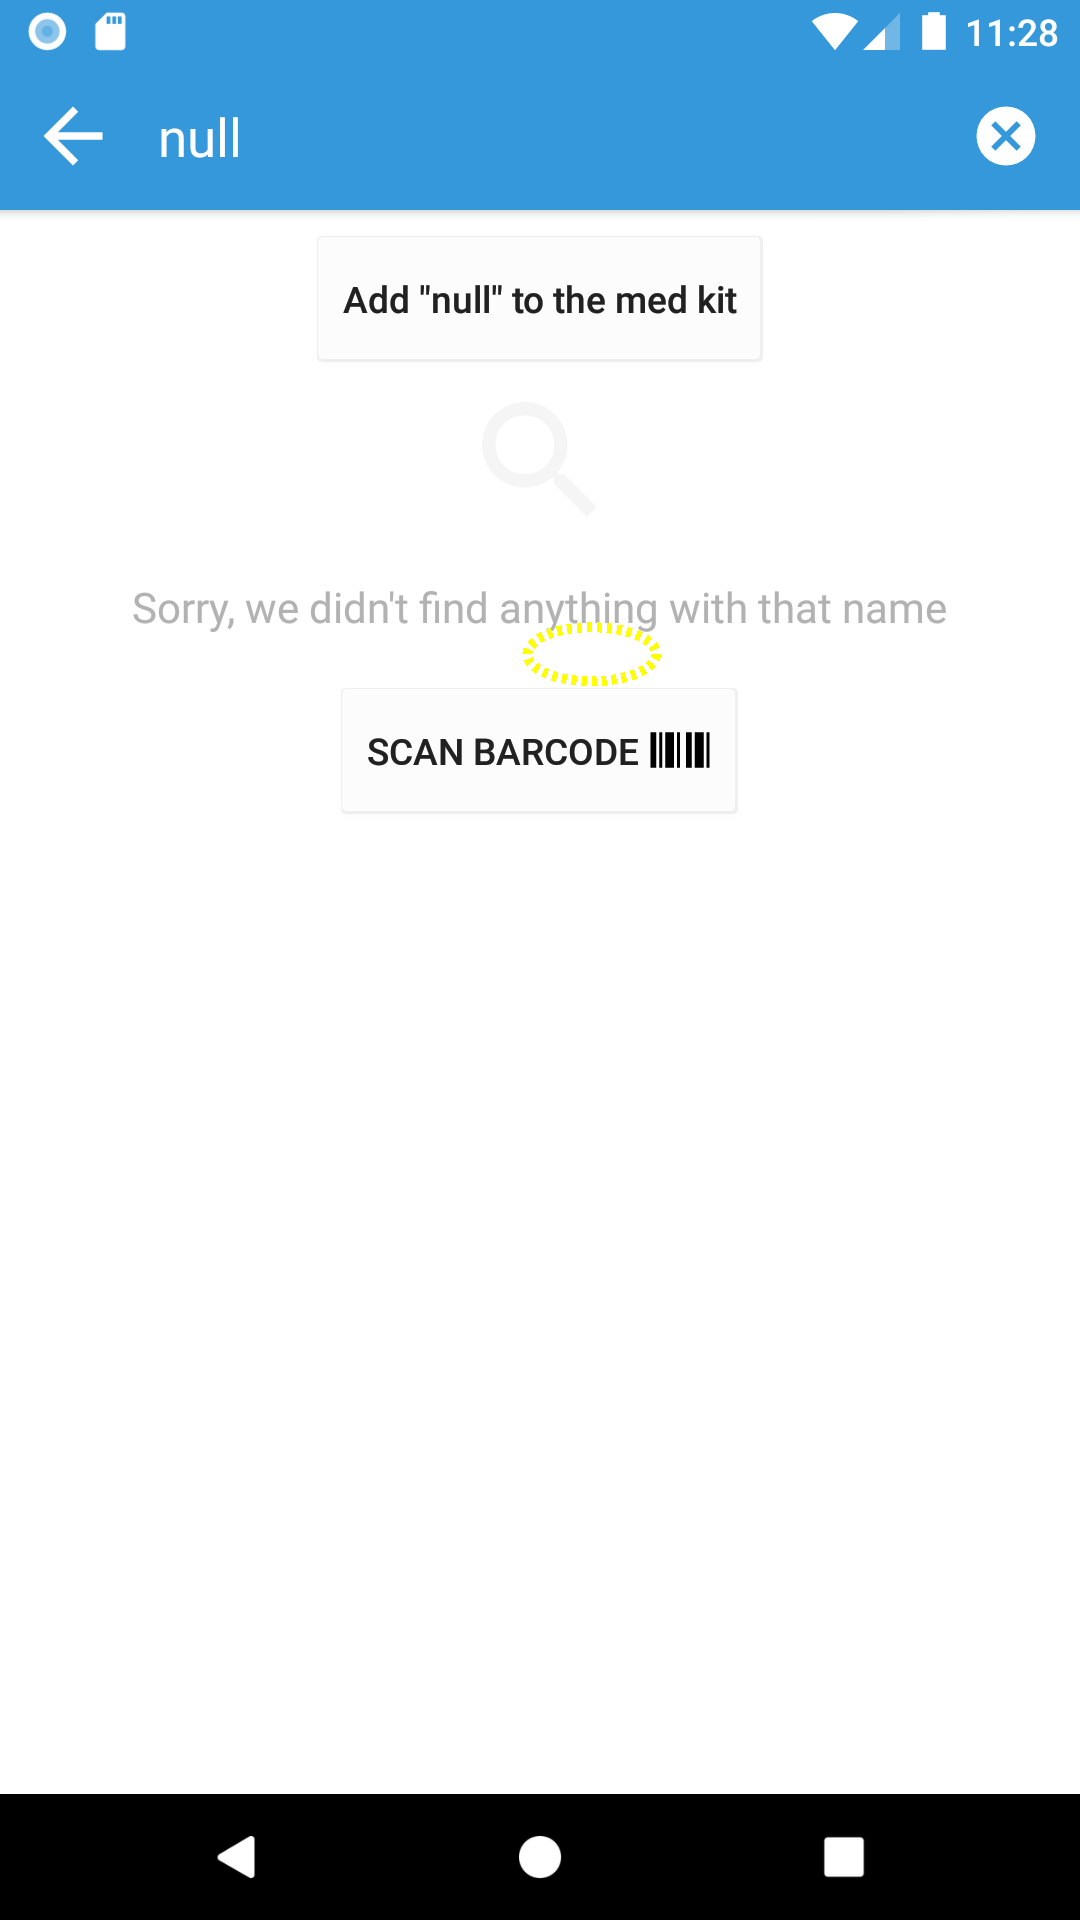 11:28
null
Add "null" to the med kit
Sorry, we didn't find anything with that name
SCAN BARCODE